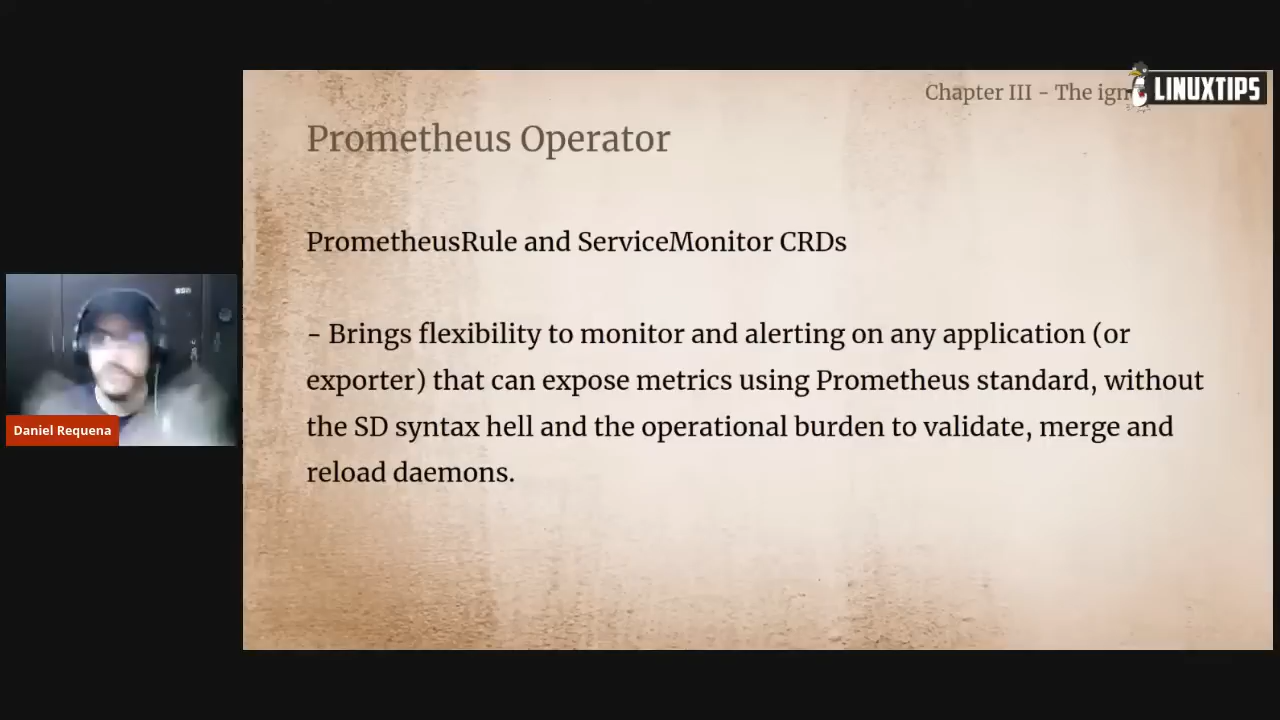 Chapter III - The ign
LINUXTIPS
Prometheus Operator
PrometheusRule and ServiceMonitor CRDs
- Brings flexibility to monitor and alerting on any application (or
exporter) that can expose metrics using Prometheus standard, without
the SD syntax hell and the operational burden to validate, merge and
reload daemons.
Daniel Requena